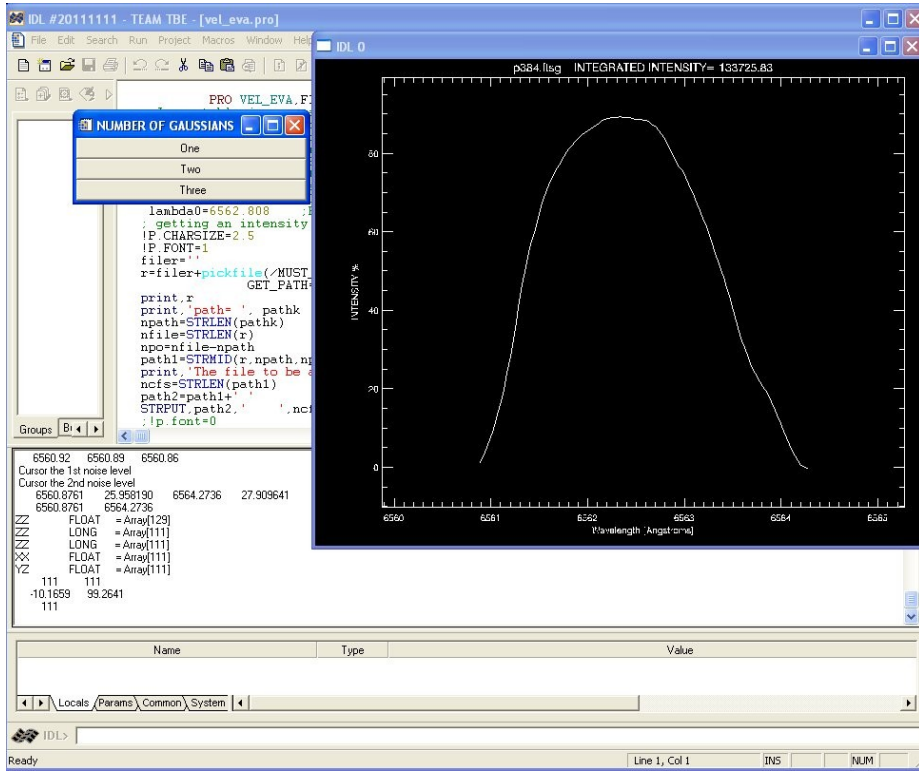 IDL #20111111 - TEAM TBE - [vel_eva.pro]
File Edit Search Run Project Macros Window Help
PRO VEL_EVA,FI
NUMBER OF GAUSSIANS
One
Two
Three
lambda0=6562.808
; getting an intensity
!P.CHARSIZE=2.5
!P.FONT=1
filer=''
r=filer+pickfile(/MUST_
GET_PATH=
print,r
print,'path= ', pathk
npath=STRLEN(pathk)
nfile=STRLEN(r)
npo=nfile-npath
path1=STRMID(r,npath,np
print,'The file to be a
ncfs=STRLEN(path1)
path2=path1+' '
STRPUT,path2,' ',ncf
;!p.font=0
Groups
IDL 0
p384.ftsg INTEGRATED INTENSITY= 133725.83
80
60
40
20
0
INTENSITY %
6560 6561 6562 6563 6564 6565
Wavelength [Angstroms]
6560.92 6560.89 6560.86
Cursor the 1st noise level
Cursor the 2nd noise level
6560.8761 25.958190 6564.2736 27.909641
6560.8761 6564.2736
ZZ FLOAT = Array[129]
ZZ LONG = Array[111]
ZZ LONG = Array[111]
XX FLOAT = Array[111]
YZ FLOAT = Array[111]
111 111
-10.1659 99.2641
111
Name Type Value
Locals Params Common System
IDL>
Ready Line 1, Col 1 INS NUM